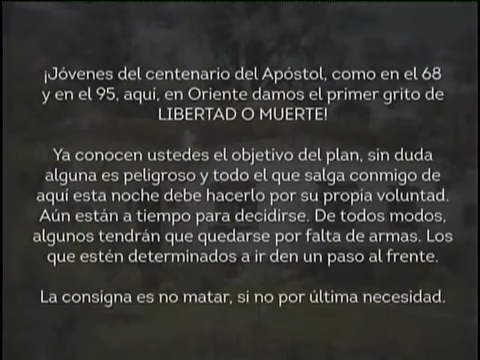 ¡Jóvenes del centenario del Apóstol, como en el 68
y en el 95, aquí, en Oriente damos el primer grito de
LIBERTAD O MUERTE!
Ya conocen ustedes el objetivo del plan, sin duda
alguna es peligroso y todo el que salga conmigo de
aquí esta noche debe hacerlo por su propia voluntad.
Aún están a tiempo para decidirse. De todos modos,
algunos tendrán que quedarse por falta de armas. Los
que estén determinados a ir den un paso al frente.
La consigna es no matar, si no por última necesidad.